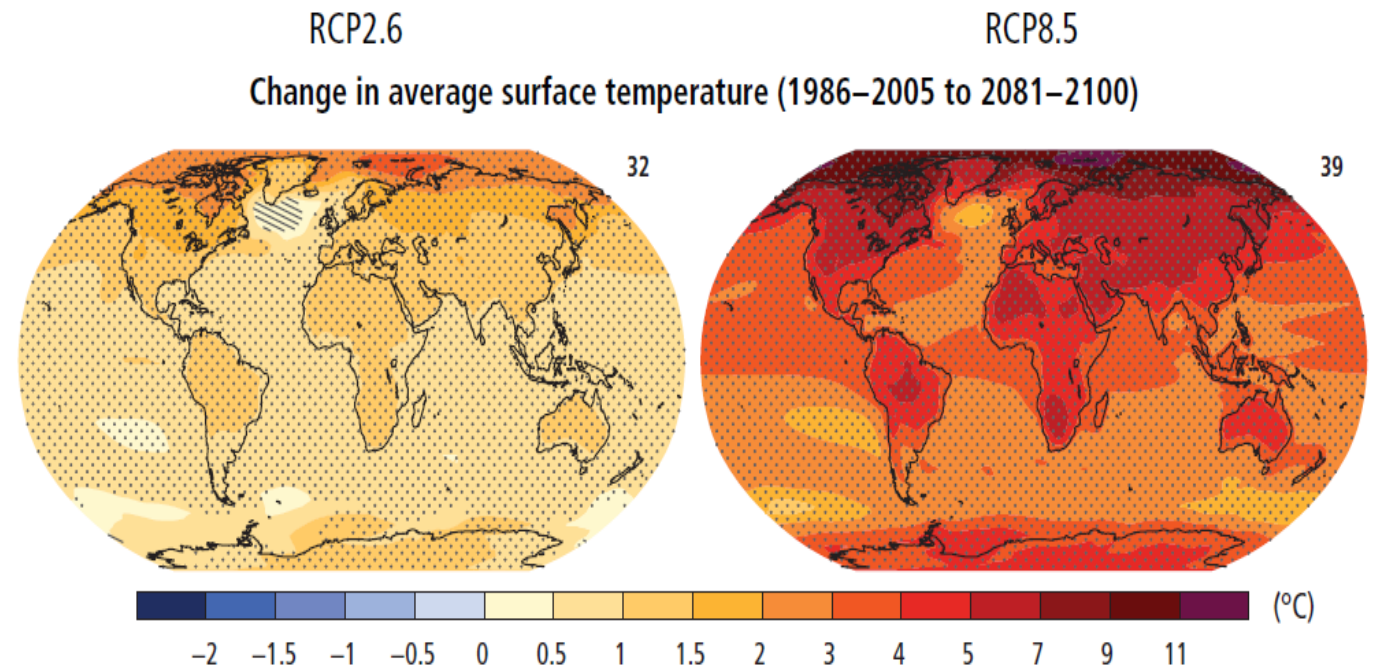 RCP2.6 RCP8.5
Change in average surface temperature (1986–2005 to 2081–2100)
32 39
−2 −1.5 −1 −0.5 0 0.5 1 1.5 2 3 4 5 7 9 11 (°C)